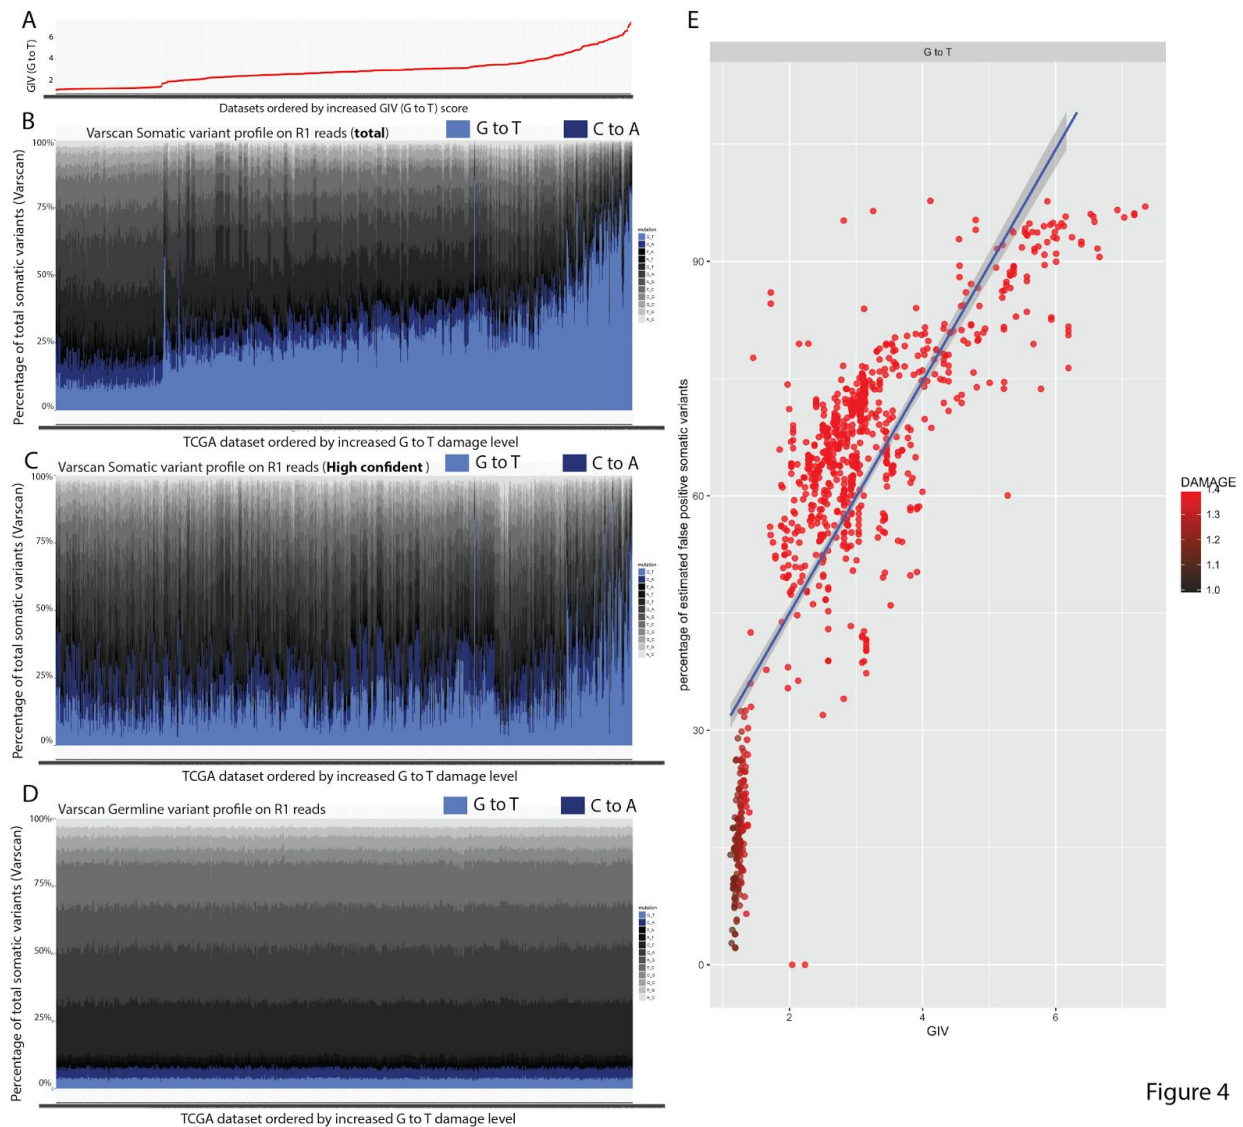 A
GIV (G to T)
6
4
2
Datasets ordered by increased GIV (G to T) score
B
Varscan Somatic variant profile on R1 reads (total)
G to T
C to A
Percentage of total somatic variants (Varscan)
100%
75%
50%
25%
0%
mutation
TCGA dataset ordered by increased G to T damage level
C
Varscan Somatic variant profile on R1 reads (High confident )
G to T
C to A
Percentage of total somatic variants (Varscan)
100%
75%
50%
25%
0%
mutation
TCGA dataset ordered by increased G to T damage level
D
Varscan Germline variant profile on R1 reads
G to T
C to A
Percentage of total somatic variants (Varscan)
100%
75%
50%
25%
0%
mutation
TCGA dataset ordered by increased G to T damage level
E
G to T
percentage of estimated false positive somatic variants
90
60
30
0
2
4
6
GIV
DAMAGE
1.4
1.3
1.2
1.1
1.0
Figure 4